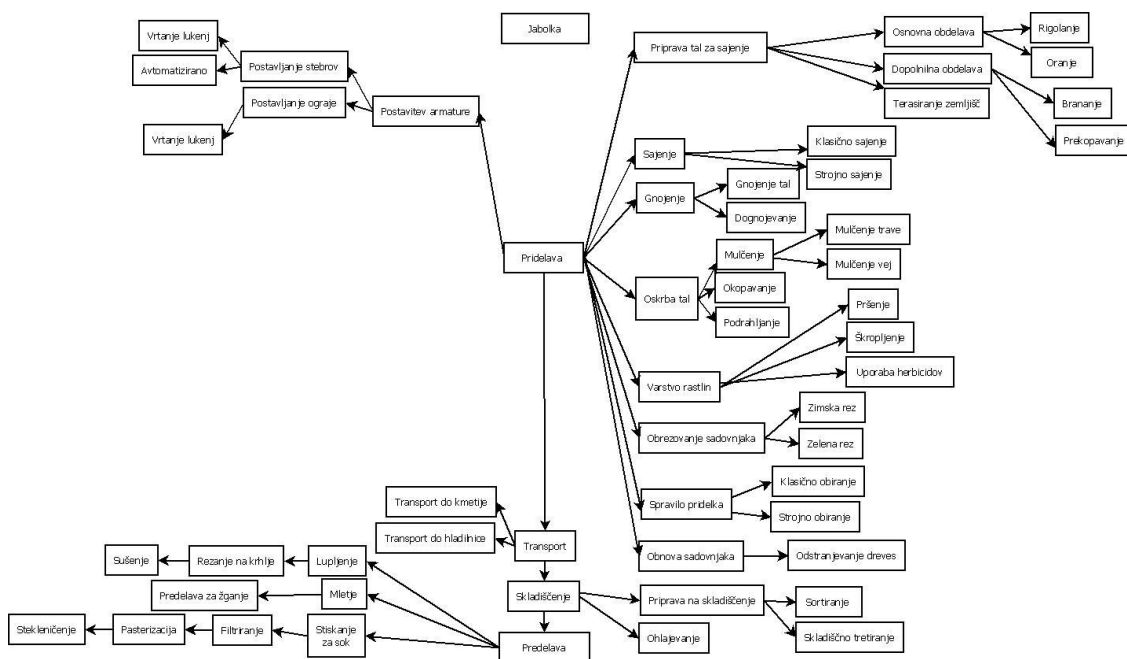 Jabolka
Vrtanje lukenj
Avtomatizirano
Postavljanje stebrov
Postavljanje ograje
Vrtanje lukenj
Postavitev armature
Priprava tal za sajenje
Osnovna obdelava
Rigolanje
Oranje
Dopolnilna obdelava
Brananje
Prekopavanje
Terasiranje zemljišč
Sajenje
Klasično sajenje
Strojno sajenje
Gnojenje
Gnojenje tal
Dognojevanje
Pridelava
Oskrba tal
Mulčenje
Mulčenje trave
Mulčenje vej
Okopavanje
Podrahljanje
Varstvo rastlin
Pršenje
Škropljenje
Uporaba herbicidov
Obrezovanje sadovnjaka
Zimska rez
Zelena rez
Spravilo pridelka
Klasično obiranje
Strojno obiranje
Obnova sadovnjaka
Odstranjevanje dreves
Transport do kmetije
Transport do hladilnice
Transport
Skladiščenje
Priprava na skladiščenje
Sortiranje
Skladiščno tretiranje
Ohlajevanje
Predelava
Lupljenje
Rezanje na krhlje
Sušenje
Mletje
Predelava za žganje
Stiskanje
za sok
Filtriranje
Pasterizacija
Stekleničenje